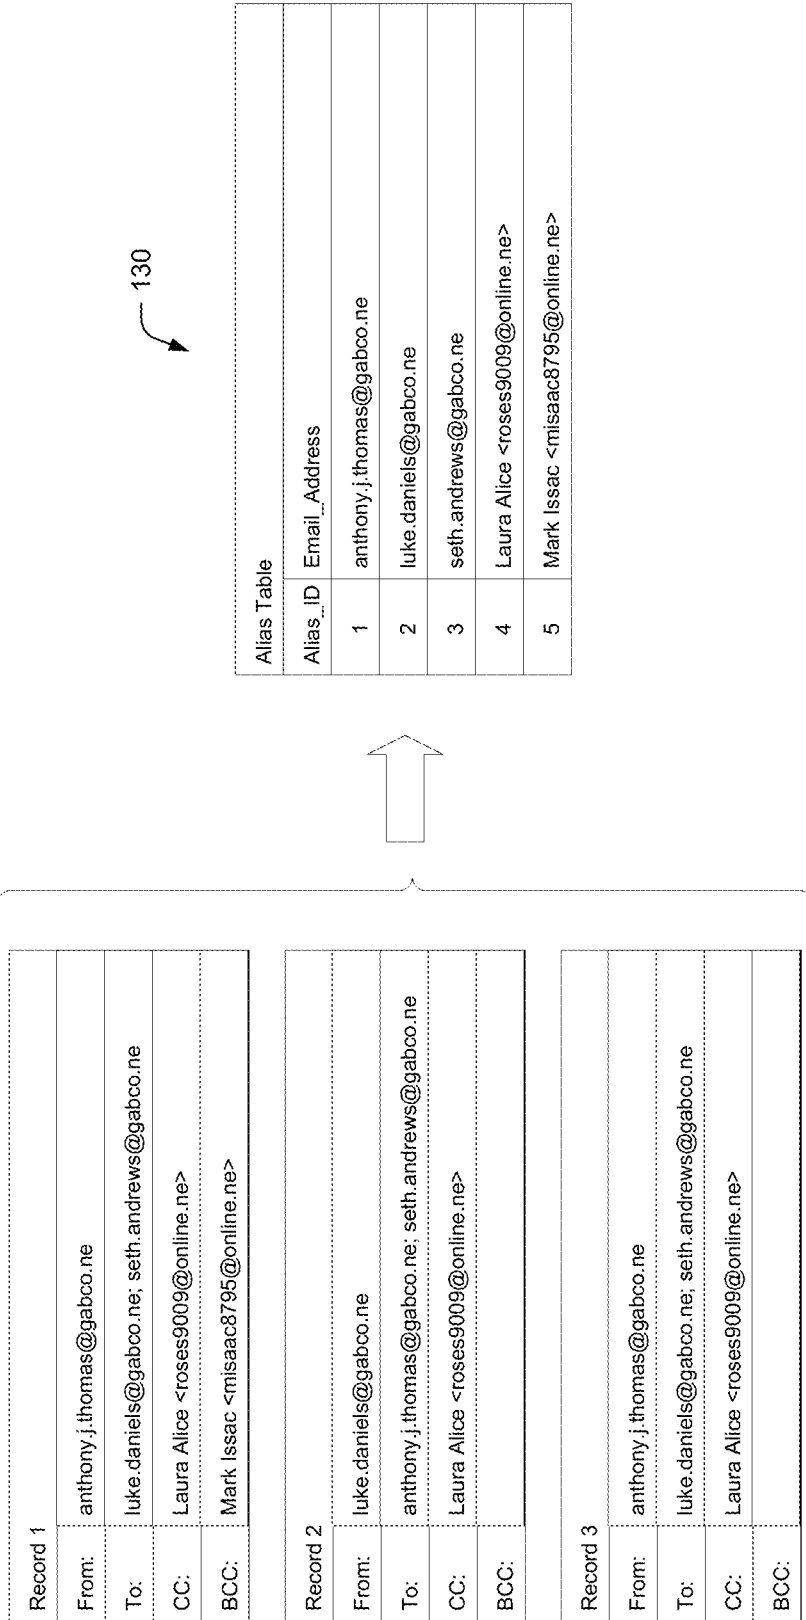 Record 1
From: anthony.j.thomas@gabco.ne
To: luke.daniels@gabco.ne; seth.andrews@gabco.ne
CC: Laura Alice <roses9009@online.ne>
BCC: Mark Issac <misaac8795@online.ne>
Record 2
From: luke.daniels@gabco.ne
To: anthony.j.thomas@gabco.ne; seth.andrews@gabco.ne
CC: Laura Alice <roses9009@online.ne>
BCC:
Record 3
From: anthony.j.thomas@gabco.ne
To: luke.daniels@gabco.ne; seth.andrews@gabco.ne
CC: Laura Alice <roses9009@online.ne>
BCC:
130
Alias Table
Alias_ID Email_Address
1 anthony.j.thomas@gabco.ne
2 luke.daniels@gabco.ne
3 seth.andrews@gabco.ne
4 Laura Alice <roses9009@online.ne>
5 Mark Issac <misaac8795@online.ne>